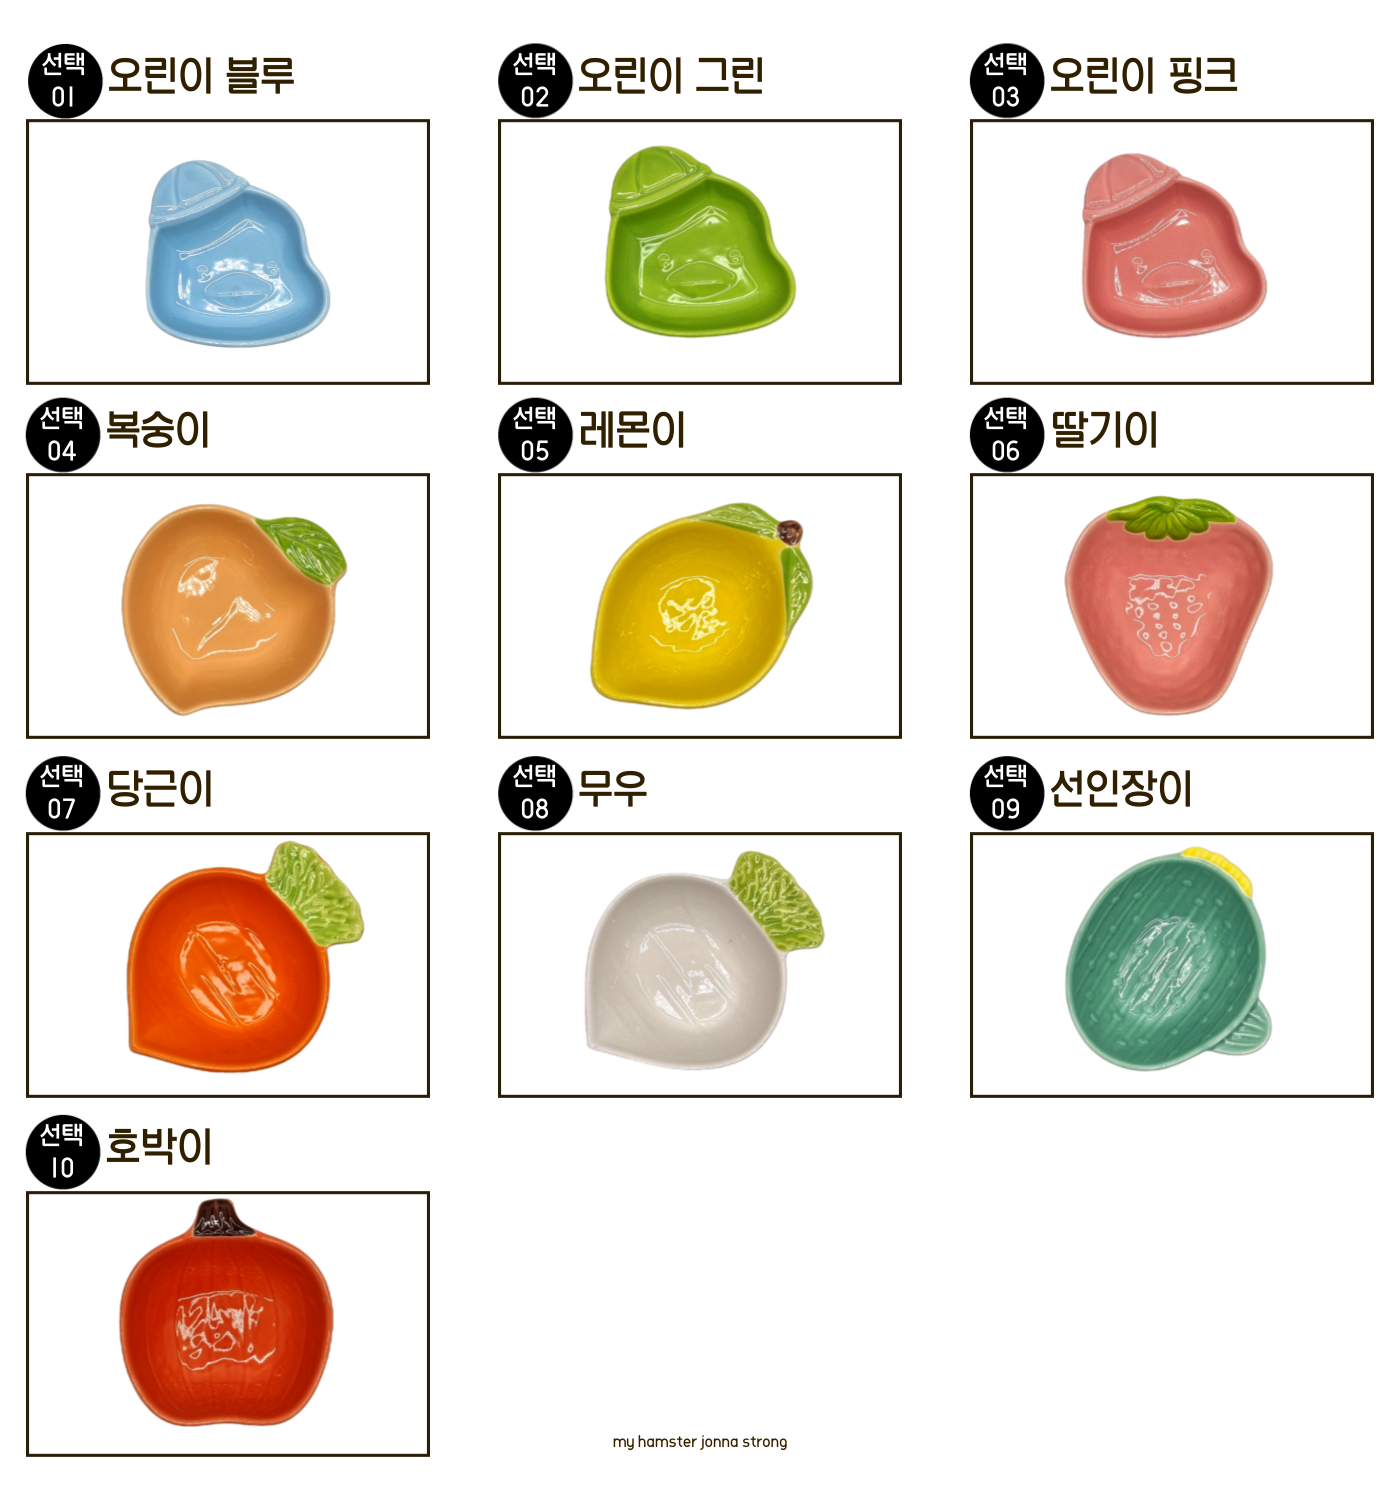 선택
01
오린이 블루
선택
02
오린이 그린
선택
03
오린이 핑크
선택
04
복숭이
선택
05
레몬이
선택
06
딸기이
선택
07
당근이
선택
08
무우
선택
09
선인장이
선택
10
호박이
my hamster jonna strong